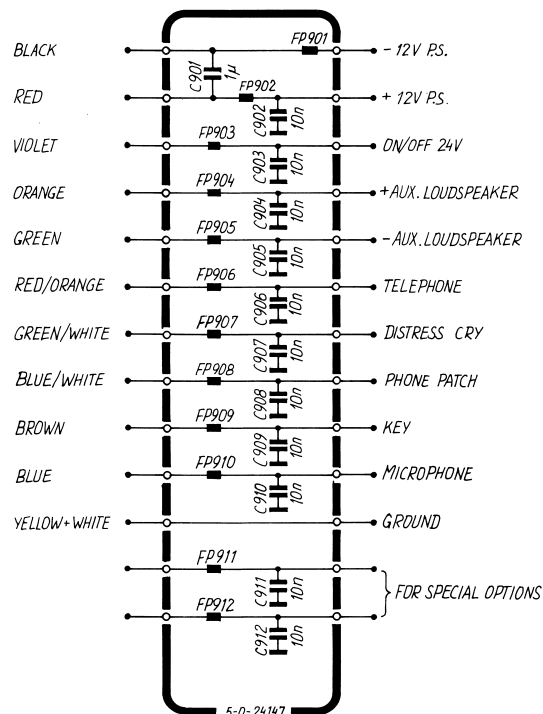 BLACK FP901 - 12V P.S.
C901 1µ
RED FP902 + 12V P.S.
C902 10n
VIOLET FP903 ON/OFF 24V
C903 10n
ORANGE FP904 +AUX. LOUDSPEAKER
C904 10n
GREEN FP905 -AUX. LOUDSPEAKER
C905 10n
RED/ORANGE FP906 TELEPHONE
C906 10n
GREEN/WHITE FP907 DISTRESS CRY
C907 10n
BLUE/WHITE FP908 PHONE PATCH
C908 10n
BROWN FP909 KEY
C909 10n
BLUE FP910 MICROPHONE
C910 10n
YELLOW+WHITE GROUND
FP911
C911 10n
FOR SPECIAL OPTIONS
FP912
C912 10n
5-0-24147